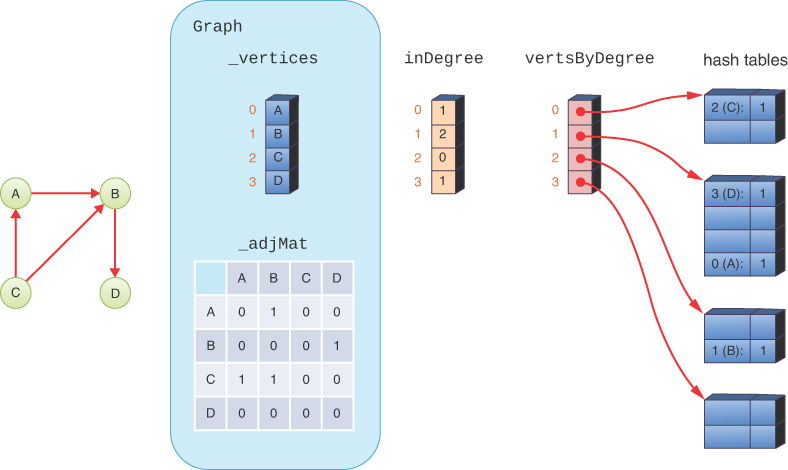 A
B
C
D
Graph
_vertices
0 A
1 B
2 C
3 D
_adjMat
A B C D
A 0 1 0 0
B 0 0 0 1
C 1 1 0 0
D 0 0 0 0
inDegree
0 1
1 2
2 0
3 1
vertsByDegree
0
1
2
3
hash tables
2 (C): 1
3 (D): 1
0 (A): 1
1 (B): 1